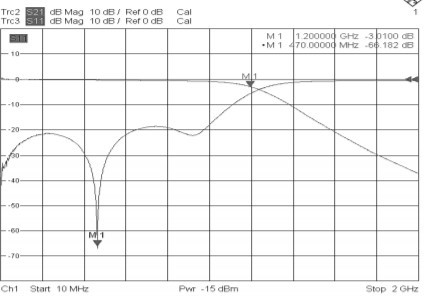 1
Trc2 S21 dB Mag 10 dB / Ref 0 dB Cal
Trc3 S11 dB Mag 10 dB / Ref 0 dB Cal
S11
M 1 1.200000 GHz -3.0100 dB
•M 1 470.00000 MHz -66.182 dB
10
M 1
0
-10
-20
-30
-40
-50
-60
M 1
-70
Ch1 Start 10 MHz Pwr -15 dBm Stop 2 GHz